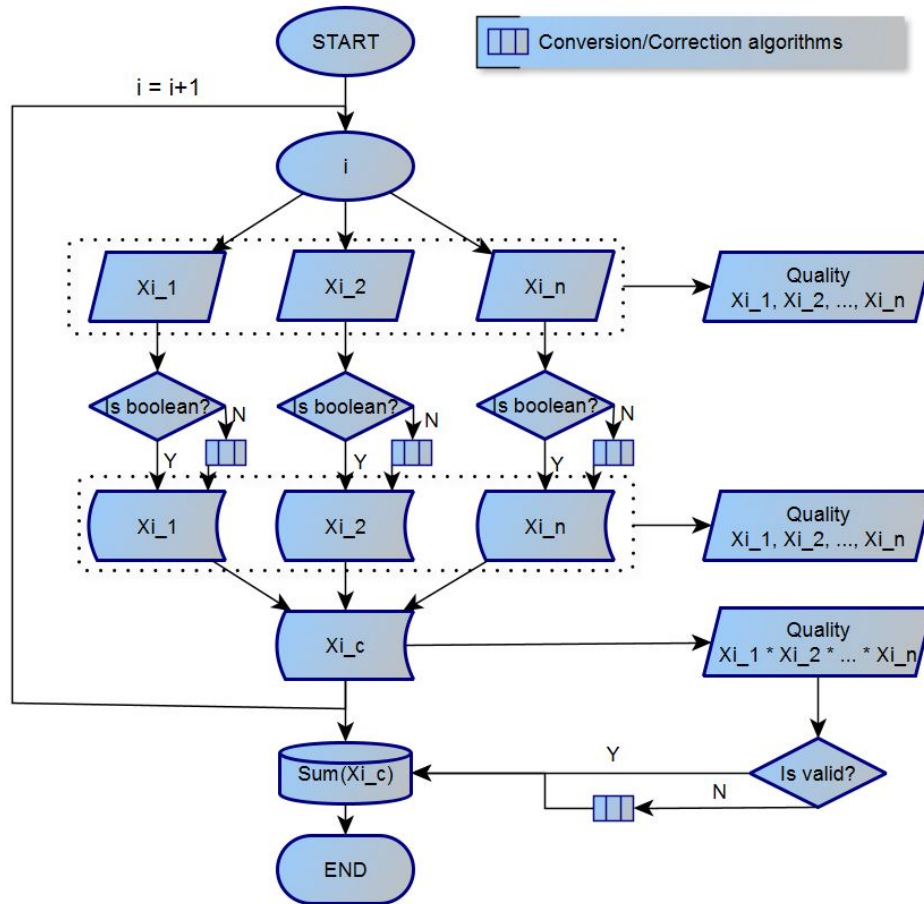 START
Conversion/Correction algorithms
i = i+1
i
Xi_1
Xi_2
Xi_n
Quality
Xi_1, Xi_2, ..., Xi_n
Is boolean?
N
Is boolean?
N
Is boolean?
N
Y
Y
Y
Xi_1
Xi_2
Xi_n
Quality
Xi_1, Xi_2, ..., Xi_n
Xi_c
Quality
Xi_1 * Xi_2 * ... * Xi_n
Sum(Xi_c)
Y
Is valid?
N
END